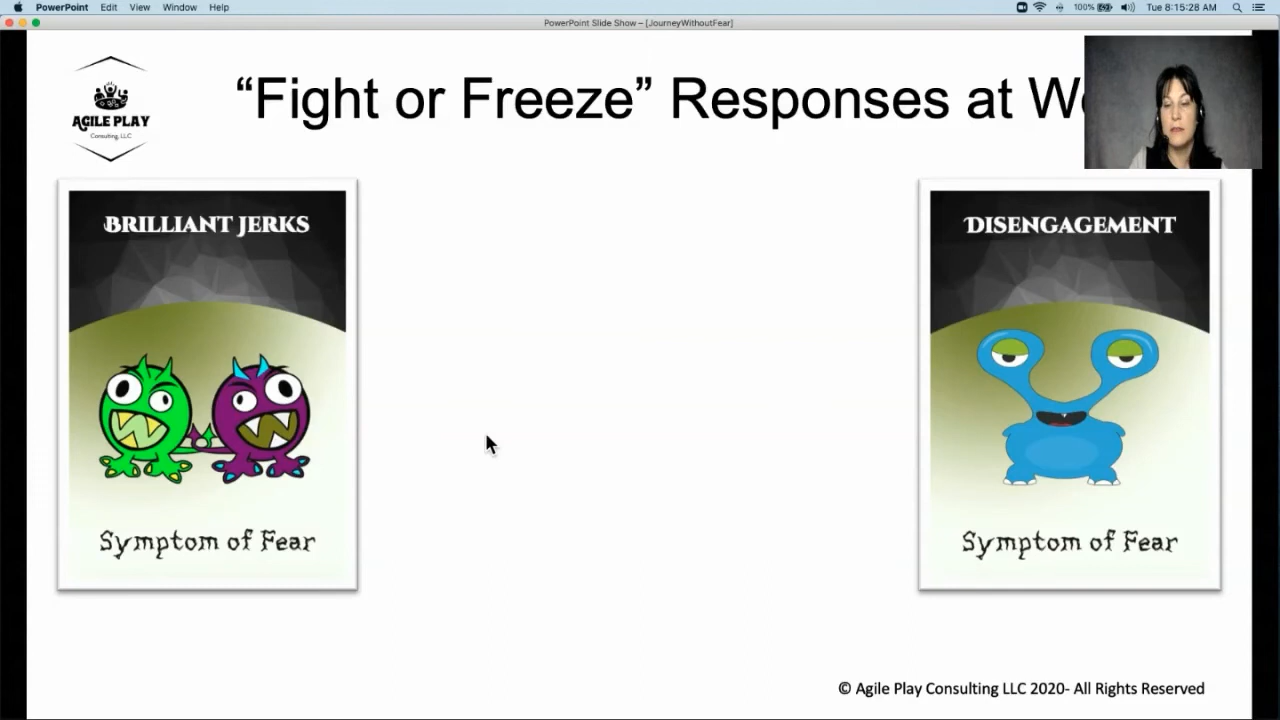 PowerPoint Edit View Window Help
100% Tue 8:15:28 AM
PowerPoint Slide Show – [JourneyWithoutFear]
AGILE PLAY
Consulting, LLC
“Fight or Freeze” Responses at
BRILLIANT JERKS
Symptom of Fear
DISENGAGEMENT
Symptom of Fear
© Agile Play Consulting LLC 2020- All Rights Reserved